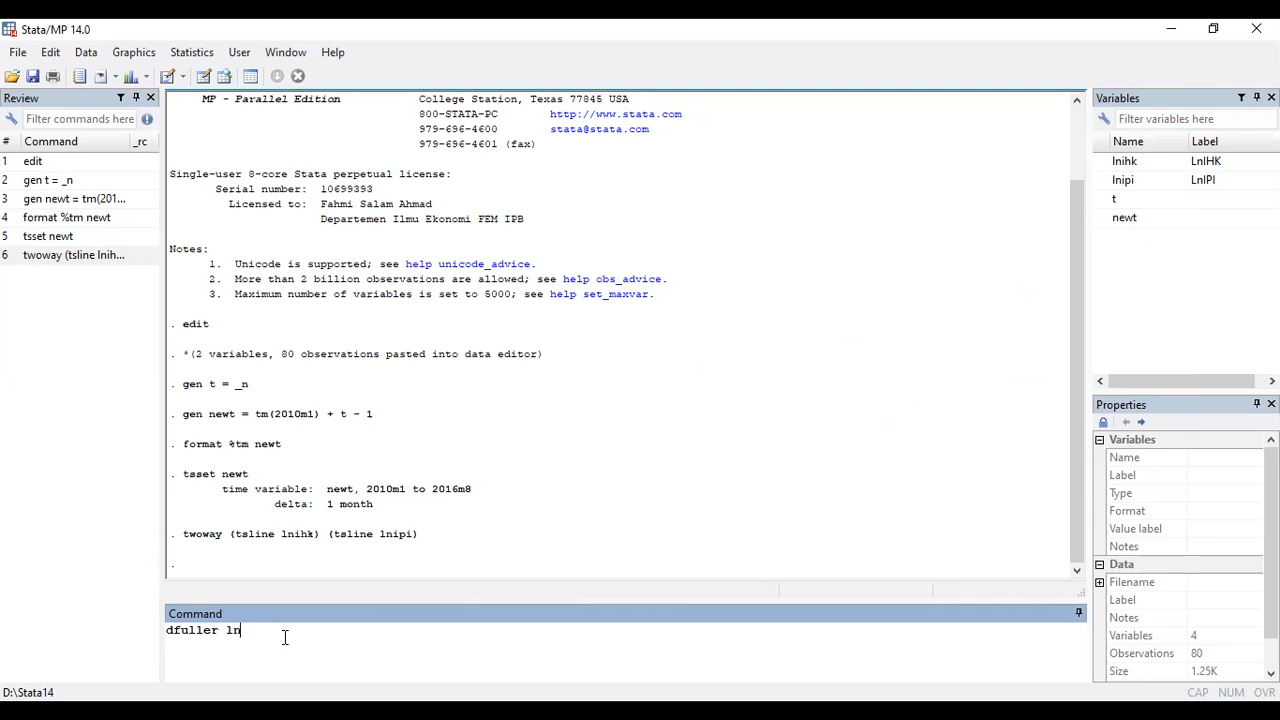 Stata/MP 14.0
File Edit Data Graphics Statistics User Window Help
Review
Filter commands here
# Command _rc
1 edit
2 gen t = _n
3 gen newt = tm(201...
4 format %tm newt
5 tsset newt
6 twoway (tsline lnih...
MP - Parallel Edition College Station, Texas 77845 USA
800-STATA-PC http://www.stata.com
979-696-4600 stata@stata.com
979-696-4601 (fax)
Single-user 8-core Stata perpetual license:
Serial number: 10699393
Licensed to: Fahmi Salam Ahmad
Departemen Ilmu Ekonomi FEM IPB
Notes:
1. Unicode is supported; see help unicode_advice.
2. More than 2 billion observations are allowed; see help obs_advice.
3. Maximum number of variables is set to 5000; see help set_maxvar.
. edit
. *(2 variables, 80 observations pasted into data editor)
. gen t = _n
. gen newt = tm(2010m1) + t - 1
. format %tm newt
. tsset newt
time variable: newt, 2010m1 to 2016m8
delta: 1 month
. twoway (tsline lnihk) (tsline lnipi)
.
Command
dfuller ln
Variables
Filter variables here
Name Label
lnihk LnIHK
lnipi LnIPI
t
newt
Properties
Variables
Name
Label
Type
Format
Value label
Notes
Data
Filename
Label
Notes
Variables 4
Observations 80
Size 1.25K
D:\Stata14
CAP NUM OVR